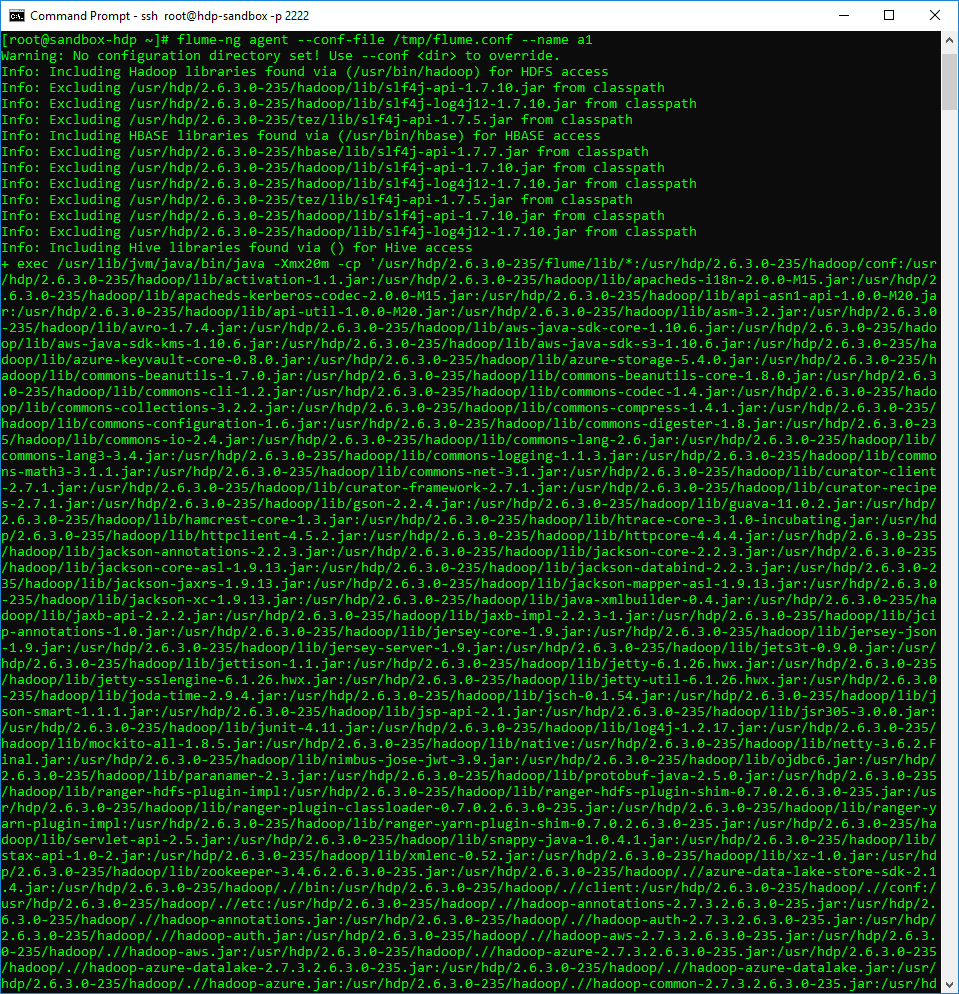 Command Prompt - ssh  root@hdp-sandbox -p 2222
[root@sandbox-hdp ~]# flume-ng agent --conf-file /tmp/flume.conf --name a1
Warning: No configuration directory set! Use --conf <dir> to override.
Info: Including Hadoop libraries found via (/usr/bin/hadoop) for HDFS access
Info: Excluding /usr/hdp/2.6.3.0-235/hadoop/lib/slf4j-api-1.7.10.jar from classpath
Info: Excluding /usr/hdp/2.6.3.0-235/hadoop/lib/slf4j-log4j12-1.7.10.jar from classpath
Info: Excluding /usr/hdp/2.6.3.0-235/tez/lib/slf4j-api-1.7.5.jar from classpath
Info: Including HBASE libraries found via (/usr/bin/hbase) for HBASE access
Info: Excluding /usr/hdp/2.6.3.0-235/hbase/lib/slf4j-api-1.7.7.jar from classpath
Info: Excluding /usr/hdp/2.6.3.0-235/hadoop/lib/slf4j-api-1.7.10.jar from classpath
Info: Excluding /usr/hdp/2.6.3.0-235/hadoop/lib/slf4j-log4j12-1.7.10.jar from classpath
Info: Excluding /usr/hdp/2.6.3.0-235/tez/lib/slf4j-api-1.7.5.jar from classpath
Info: Excluding /usr/hdp/2.6.3.0-235/hadoop/lib/slf4j-api-1.7.10.jar from classpath
Info: Excluding /usr/hdp/2.6.3.0-235/hadoop/lib/slf4j-log4j12-1.7.10.jar from classpath
Info: Including Hive libraries found via () for Hive access
+ exec /usr/lib/jvm/java/bin/java -Xmx20m -cp '/usr/hdp/2.6.3.0-235/flume/lib/*:/usr/hdp/2.6.3.0-235/hadoop/conf:/usr
/hdp/2.6.3.0-235/hadoop/lib/activation-1.1.jar:/usr/hdp/2.6.3.0-235/hadoop/lib/apacheds-i18n-2.0.0-M15.jar:/usr/hdp/2
.6.3.0-235/hadoop/lib/apacheds-kerberos-codec-2.0.0-M15.jar:/usr/hdp/2.6.3.0-235/hadoop/lib/api-asn1-api-1.0.0-M20.ja
r:/usr/hdp/2.6.3.0-235/hadoop/lib/api-util-1.0.0-M20.jar:/usr/hdp/2.6.3.0-235/hadoop/lib/asm-3.2.jar:/usr/hdp/2.6.3.0
-235/hadoop/lib/avro-1.7.4.jar:/usr/hdp/2.6.3.0-235/hadoop/lib/aws-java-sdk-core-1.10.6.jar:/usr/hdp/2.6.3.0-235/hado
op/lib/aws-java-sdk-kms-1.10.6.jar:/usr/hdp/2.6.3.0-235/hadoop/lib/aws-java-sdk-s3-1.10.6.jar:/usr/hdp/2.6.3.0-235/ha
doop/lib/azure-keyvault-core-0.8.0.jar:/usr/hdp/2.6.3.0-235/hadoop/lib/azure-storage-5.4.0.jar:/usr/hdp/2.6.3.0-235/h
adoop/lib/commons-beanutils-1.7.0.jar:/usr/hdp/2.6.3.0-235/hadoop/lib/commons-beanutils-core-1.8.0.jar:/usr/hdp/2.6.3
.0-235/hadoop/lib/commons-cli-1.2.jar:/usr/hdp/2.6.3.0-235/hadoop/lib/commons-codec-1.4.jar:/usr/hdp/2.6.3.0-235/hado
op/lib/commons-collections-3.2.2.jar:/usr/hdp/2.6.3.0-235/hadoop/lib/commons-compress-1.4.1.jar:/usr/hdp/2.6.3.0-235/
hadoop/lib/commons-configuration-1.6.jar:/usr/hdp/2.6.3.0-235/hadoop/lib/commons-digester-1.8.jar:/usr/hdp/2.6.3.0-23
5/hadoop/lib/commons-io-2.4.jar:/usr/hdp/2.6.3.0-235/hadoop/lib/commons-lang-2.6.jar:/usr/hdp/2.6.3.0-235/hadoop/lib/
commons-lang3-3.4.jar:/usr/hdp/2.6.3.0-235/hadoop/lib/commons-logging-1.1.3.jar:/usr/hdp/2.6.3.0-235/hadoop/lib/commo
ns-math3-3.1.1.jar:/usr/hdp/2.6.3.0-235/hadoop/lib/commons-net-3.1.jar:/usr/hdp/2.6.3.0-235/hadoop/lib/curator-client
-2.7.1.jar:/usr/hdp/2.6.3.0-235/hadoop/lib/curator-framework-2.7.1.jar:/usr/hdp/2.6.3.0-235/hadoop/lib/curator-recipe
s-2.7.1.jar:/usr/hdp/2.6.3.0-235/hadoop/lib/gson-2.2.4.jar:/usr/hdp/2.6.3.0-235/hadoop/lib/guava-11.0.2.jar:/usr/hdp/
2.6.3.0-235/hadoop/lib/hamcrest-core-1.3.jar:/usr/hdp/2.6.3.0-235/hadoop/lib/htrace-core-3.1.0-incubating.jar:/usr/hd
p/2.6.3.0-235/hadoop/lib/httpclient-4.5.2.jar:/usr/hdp/2.6.3.0-235/hadoop/lib/httpcore-4.4.4.jar:/usr/hdp/2.6.3.0-235
/hadoop/lib/jackson-annotations-2.2.3.jar:/usr/hdp/2.6.3.0-235/hadoop/lib/jackson-core-2.2.3.jar:/usr/hdp/2.6.3.0-235
/hadoop/lib/jackson-core-asl-1.9.13.jar:/usr/hdp/2.6.3.0-235/hadoop/lib/jackson-databind-2.2.3.jar:/usr/hdp/2.6.3.0-2
35/hadoop/lib/jackson-jaxrs-1.9.13.jar:/usr/hdp/2.6.3.0-235/hadoop/lib/jackson-mapper-asl-1.9.13.jar:/usr/hdp/2.6.3.0
-235/hadoop/lib/jackson-xc-1.9.13.jar:/usr/hdp/2.6.3.0-235/hadoop/lib/java-xmlbuilder-0.4.jar:/usr/hdp/2.6.3.0-235/ha
doop/lib/jaxb-api-2.2.2.jar:/usr/hdp/2.6.3.0-235/hadoop/lib/jaxb-impl-2.2.3-1.jar:/usr/hdp/2.6.3.0-235/hadoop/lib/jci
p-annotations-1.0.jar:/usr/hdp/2.6.3.0-235/hadoop/lib/jersey-core-1.9.jar:/usr/hdp/2.6.3.0-235/hadoop/lib/jersey-json
-1.9.jar:/usr/hdp/2.6.3.0-235/hadoop/lib/jersey-server-1.9.jar:/usr/hdp/2.6.3.0-235/hadoop/lib/jets3t-0.9.0.jar:/usr/
hdp/2.6.3.0-235/hadoop/lib/jettison-1.1.jar:/usr/hdp/2.6.3.0-235/hadoop/lib/jetty-6.1.26.hwx.jar:/usr/hdp/2.6.3.0-235
/hadoop/lib/jetty-sslengine-6.1.26.hwx.jar:/usr/hdp/2.6.3.0-235/hadoop/lib/jetty-util-6.1.26.hwx.jar:/usr/hdp/2.6.3.0
-235/hadoop/lib/joda-time-2.9.4.jar:/usr/hdp/2.6.3.0-235/hadoop/lib/jsch-0.1.54.jar:/usr/hdp/2.6.3.0-235/hadoop/lib/j
son-smart-1.1.1.jar:/usr/hdp/2.6.3.0-235/hadoop/lib/jsp-api-2.1.jar:/usr/hdp/2.6.3.0-235/hadoop/lib/jsr305-3.0.0.jar:
/usr/hdp/2.6.3.0-235/hadoop/lib/junit-4.11.jar:/usr/hdp/2.6.3.0-235/hadoop/lib/log4j-1.2.17.jar:/usr/hdp/2.6.3.0-235/
hadoop/lib/mockito-all-1.8.5.jar:/usr/hdp/2.6.3.0-235/hadoop/lib/native:/usr/hdp/2.6.3.0-235/hadoop/lib/netty-3.6.2.F
inal.jar:/usr/hdp/2.6.3.0-235/hadoop/lib/nimbus-jose-jwt-3.9.jar:/usr/hdp/2.6.3.0-235/hadoop/lib/ojdbc6.jar:/usr/hdp/
2.6.3.0-235/hadoop/lib/paranamer-2.3.jar:/usr/hdp/2.6.3.0-235/hadoop/lib/protobuf-java-2.5.0.jar:/usr/hdp/2.6.3.0-235
/hadoop/lib/ranger-hdfs-plugin-impl:/usr/hdp/2.6.3.0-235/hadoop/lib/ranger-hdfs-plugin-shim-0.7.0.2.6.3.0-235.jar:/us
r/hdp/2.6.3.0-235/hadoop/lib/ranger-plugin-classloader-0.7.0.2.6.3.0-235.jar:/usr/hdp/2.6.3.0-235/hadoop/lib/ranger-y
arn-plugin-impl:/usr/hdp/2.6.3.0-235/hadoop/lib/ranger-yarn-plugin-shim-0.7.0.2.6.3.0-235.jar:/usr/hdp/2.6.3.0-235/ha
doop/lib/servlet-api-2.5.jar:/usr/hdp/2.6.3.0-235/hadoop/lib/snappy-java-1.0.4.1.jar:/usr/hdp/2.6.3.0-235/hadoop/lib/
stax-api-1.0-2.jar:/usr/hdp/2.6.3.0-235/hadoop/lib/xmlenc-0.52.jar:/usr/hdp/2.6.3.0-235/hadoop/lib/xz-1.0.jar:/usr/hd
p/2.6.3.0-235/hadoop/lib/zookeeper-3.4.6.2.6.3.0-235.jar:/usr/hdp/2.6.3.0-235/hadoop/.//azure-data-lake-store-sdk-2.1
.4.jar:/usr/hdp/2.6.3.0-235/hadoop/.//bin:/usr/hdp/2.6.3.0-235/hadoop/.//client:/usr/hdp/2.6.3.0-235/hadoop/.//conf:/
usr/hdp/2.6.3.0-235/hadoop/.//etc:/usr/hdp/2.6.3.0-235/hadoop/.//hadoop-annotations-2.7.3.2.6.3.0-235.jar:/usr/hdp/2.
6.3.0-235/hadoop/.//hadoop-annotations.jar:/usr/hdp/2.6.3.0-235/hadoop/.//hadoop-auth-2.7.3.2.6.3.0-235.jar:/usr/hdp/
2.6.3.0-235/hadoop/.//hadoop-auth.jar:/usr/hdp/2.6.3.0-235/hadoop/.//hadoop-aws-2.7.3.2.6.3.0-235.jar:/usr/hdp/2.6.3.
0-235/hadoop/.//hadoop-aws.jar:/usr/hdp/2.6.3.0-235/hadoop/.//hadoop-azure-2.7.3.2.6.3.0-235.jar:/usr/hdp/2.6.3.0-235
/hadoop/.//hadoop-azure-datalake-2.7.3.2.6.3.0-235.jar:/usr/hdp/2.6.3.0-235/hadoop/.//hadoop-azure-datalake.jar:/usr/
hdp/2.6.3.0-235/hadoop/.//hadoop-azure.jar:/usr/hdp/2.6.3.0-235/hadoop/.//hadoop-common-2.7.3.2.6.3.0-235.jar:/usr/hd